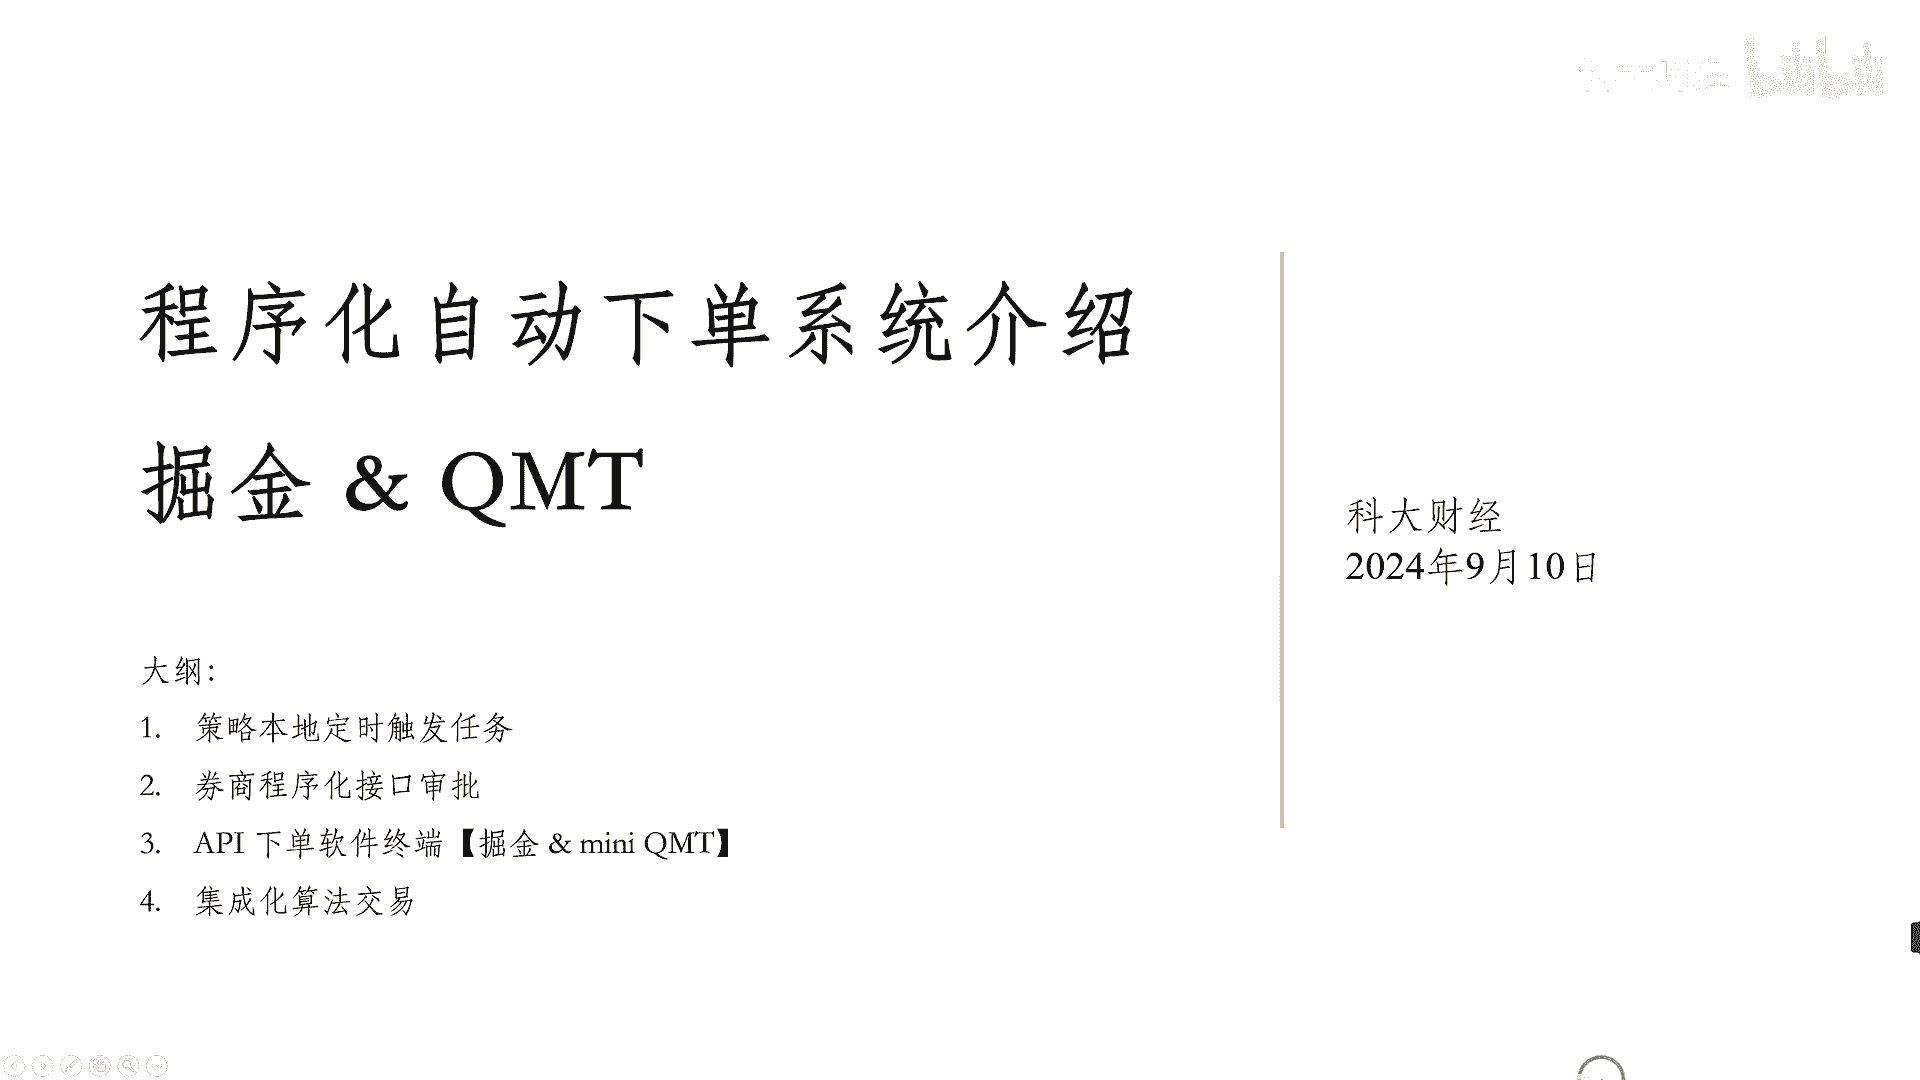 程序化自动下单系统介绍
掘金 & QMT
科大财经
2024年9月10日
大纲：
1. 策略本地定时触发任务
2. 券商程序化接口审批
3. API 下单软件终端【掘金 & mini QMT】
4. 集成化算法交易